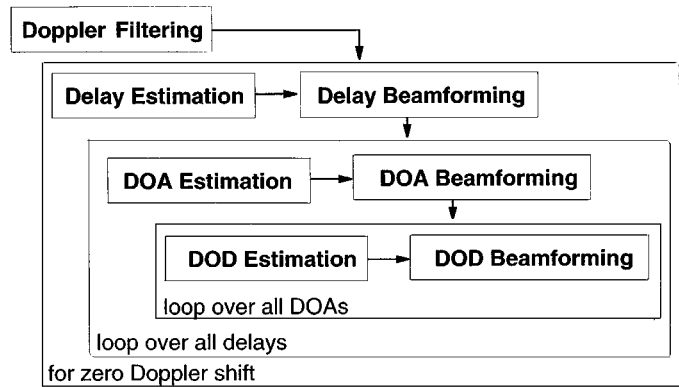 Doppler Filtering
Delay Estimation
Delay Beamforming
DOA Estimation
DOA Beamforming
DOD Estimation
DOD Beamforming
loop over all DOAs
loop over all delays
for zero Doppler shift